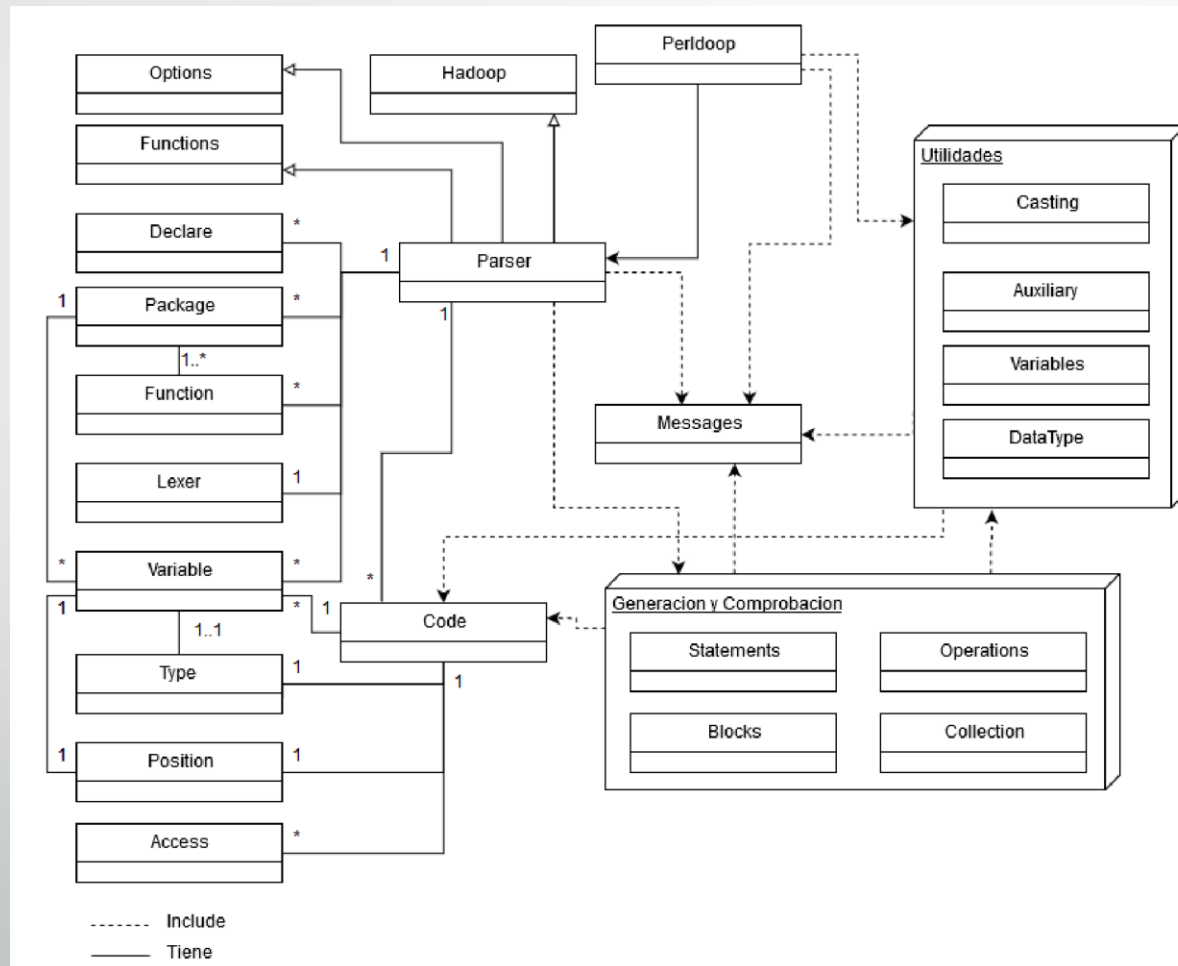 Perldoop
Options
Hadoop
Functions
Utilidades
Casting
Declare
*
1
Parser
1
Package
*
1
Auxiliary
1..*
Variables
Function
*
Messages
DataType
Lexer
1
*
Variable
*
*
1
1
*
Code
Generacion y Comprobacion
1..1
Statements
Operations
Type
1
1
Blocks
Collection
1
Position
1
Access
*
Include
Tiene